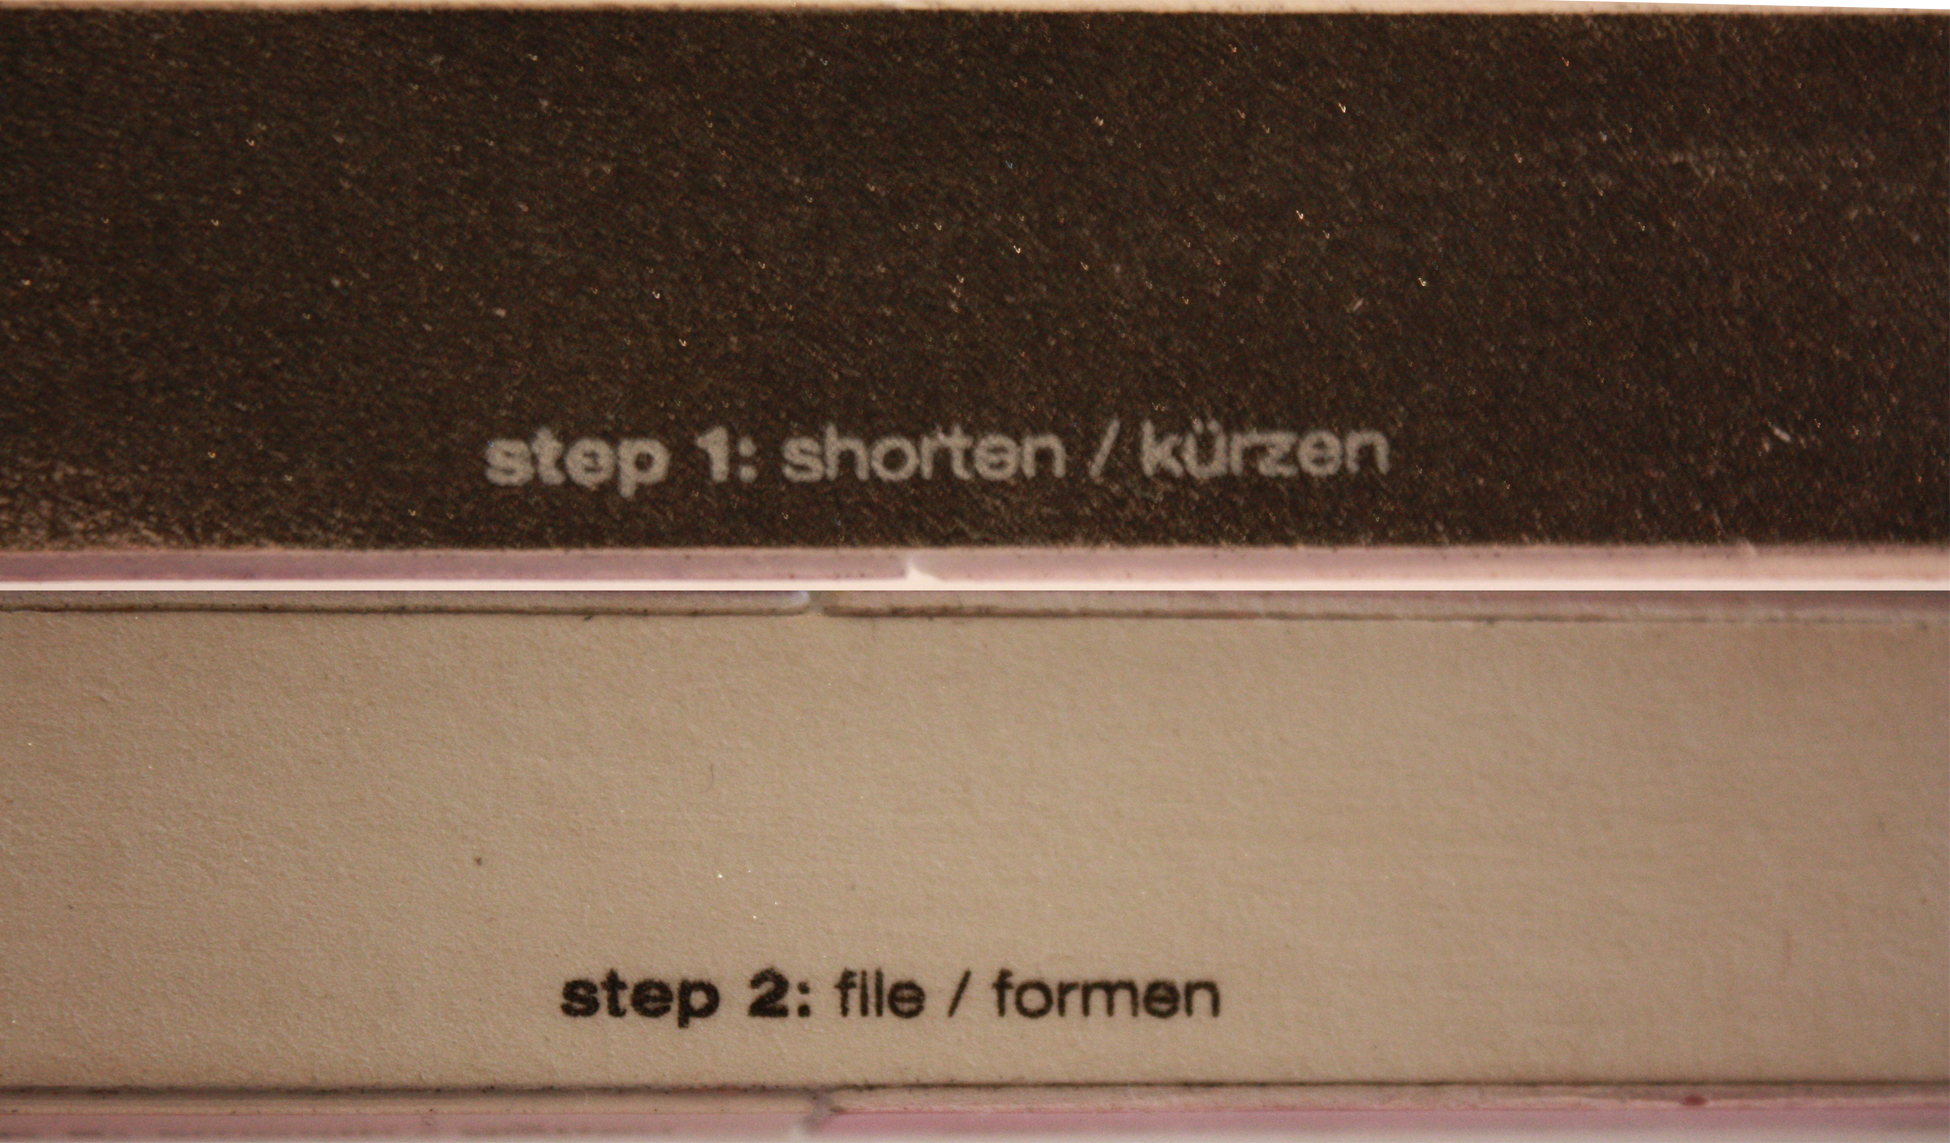 step 1: shorten / kürzen
step 2: file / formen